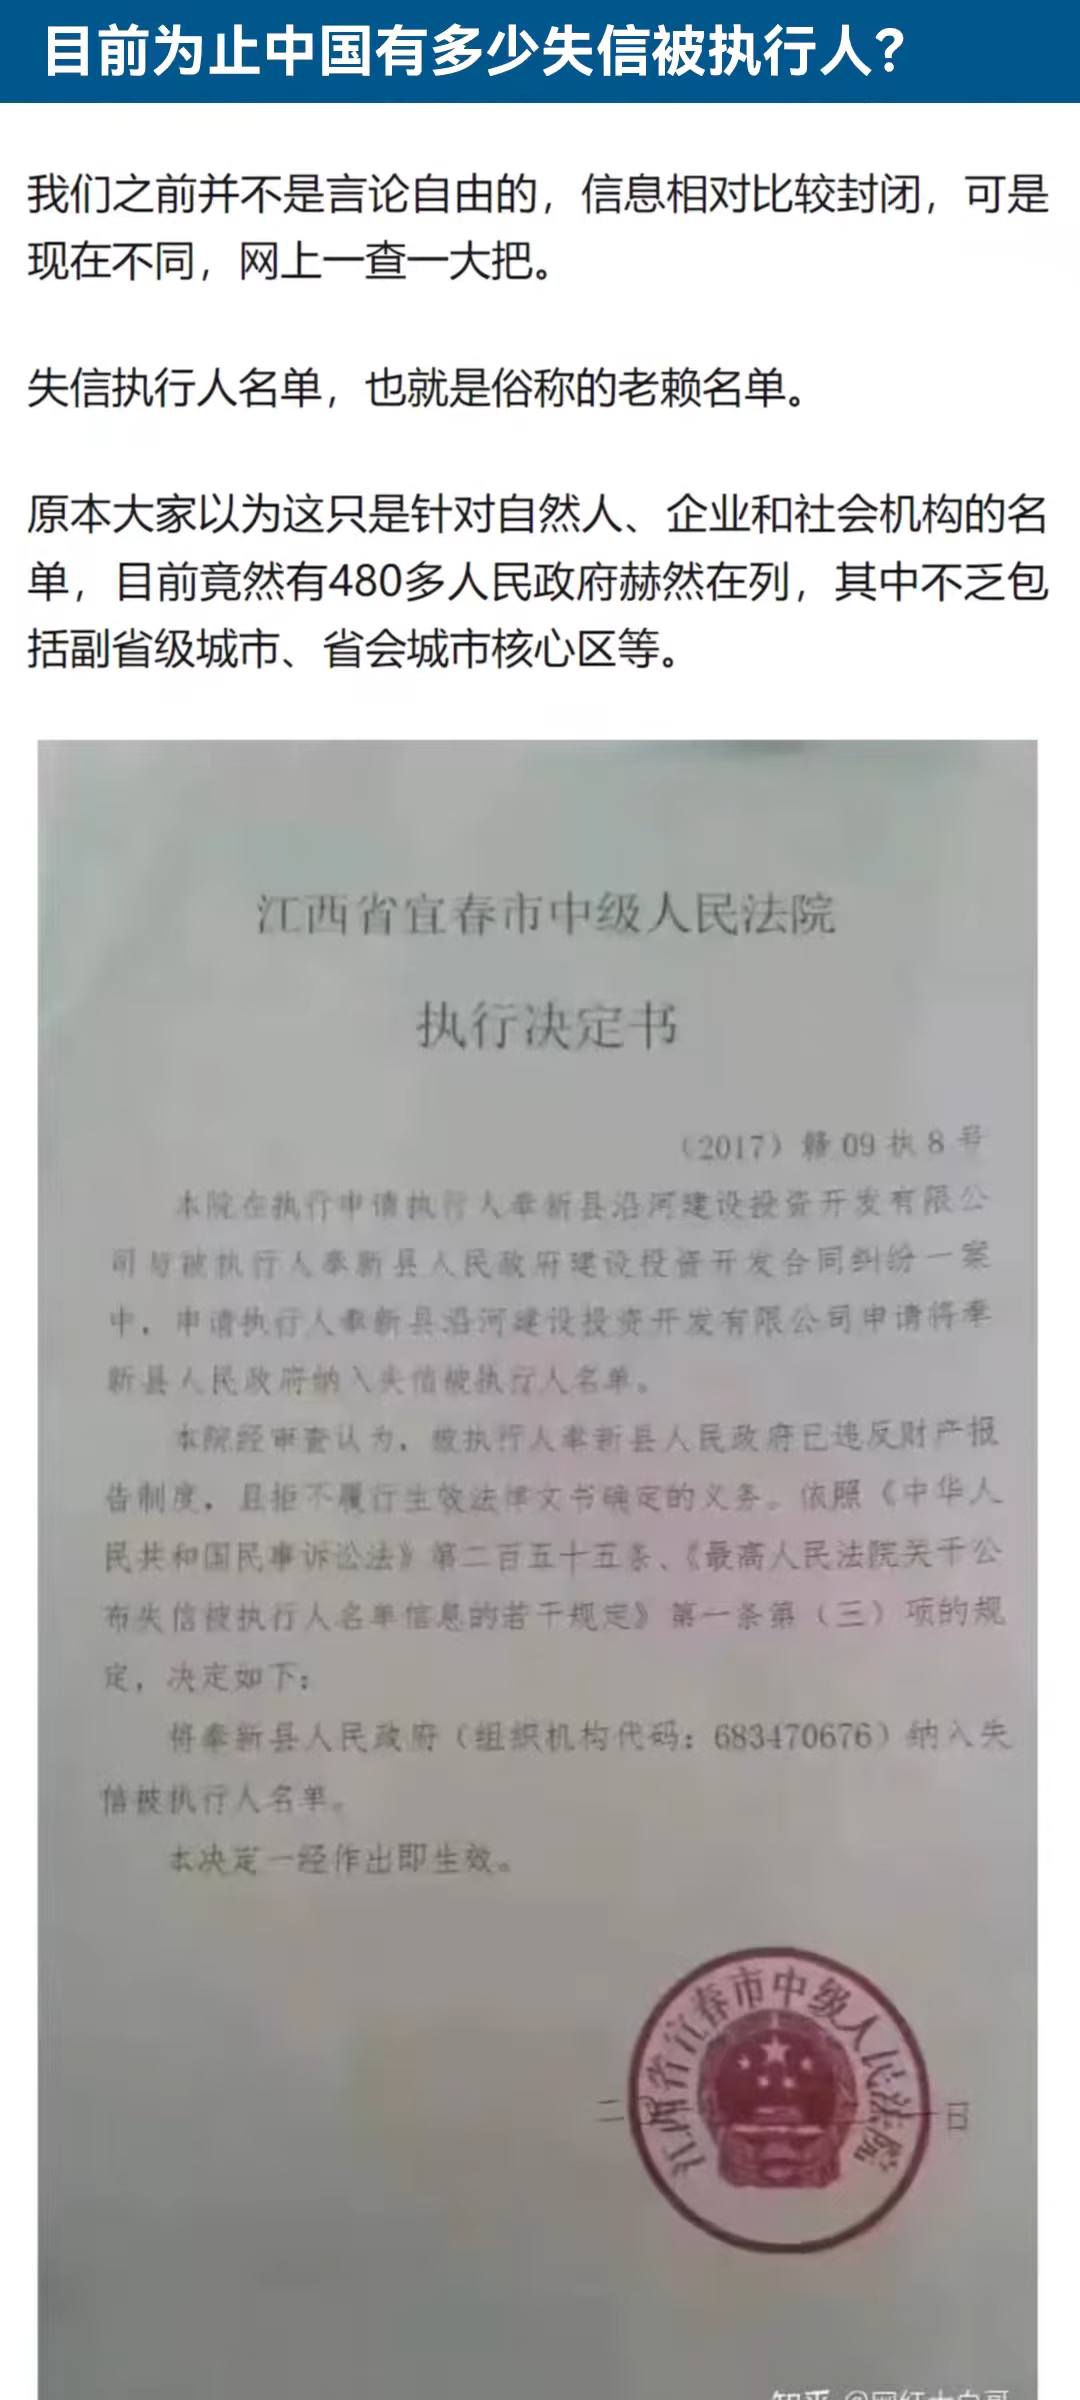 目前为止中国有多少失信被执行人？
我们之前并不是言论自由的，信息相对比较封闭，可是
现在不同，网上一查一大把。
失信执行人名单，也就是俗称的老赖名单。
原本大家以为这只是针对自然人、企业和社会机构的名
单，目前竟然有480多人民政府赫然在列，其中不乏包
括副省级城市、省会城市核心区等。
江西省宜春市中级人民法院
执行决定书
（2017）赣09执8号
本院在执行申请执行人奉新县沿河建设投资开发有限公
司与被执行人奉新县人民政府建设投资开发合同纠纷一案
中，申请执行人奉新县沿河建设投资开发有限公司申请将奉
新县人民政府纳入失信被执行人名单。
本院经审查认为，被执行人奉新县人民政府已违反财产报
告制度，且拒不履行生效法律文书确定的义务。依照《中华人
民共和国民事诉讼法》第二百五十五条、《最高人民法院关于公
布失信被执行人名单信息的若干规定》第一条第（三）项的规
定，决定如下：
将奉新县人民政府（组织机构代码：683470676）纳入失
信被执行人名单。
本决定一经作出即生效。
江西省宜春市中级人民法院
二 日
知乎